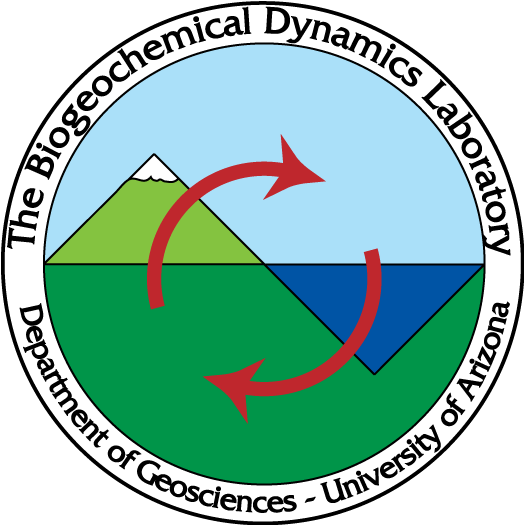 The Biogeochemical Dynamics Laboratory
Department of Geosciences - University of Arizona